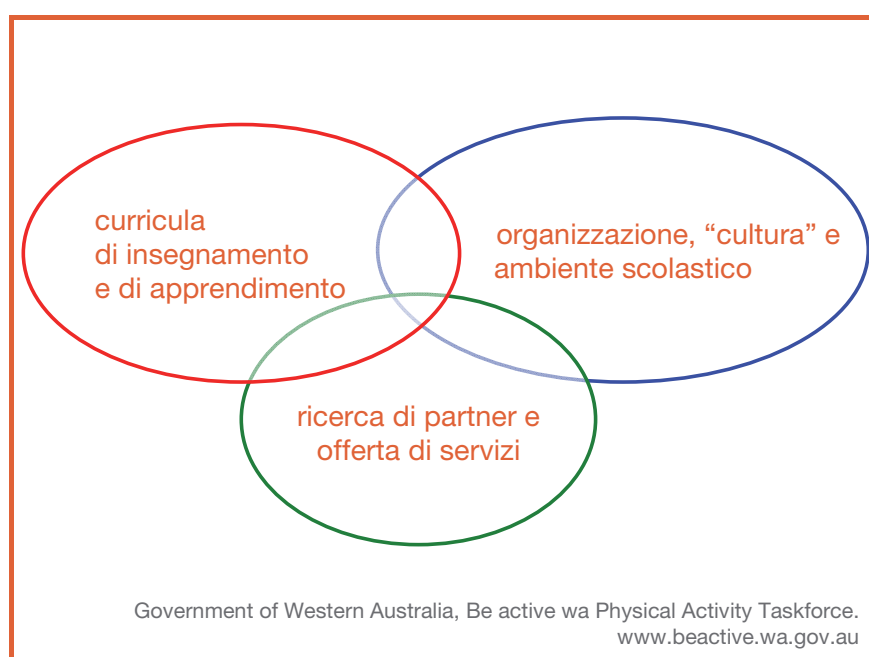 curricula
di insegnamento
e di apprendimento
organizzazione, “cultura” e
ambiente scolastico
ricerca di partner e
offerta di servizi
Government of Western Australia, Be active wa Physical Activity Taskforce.
www.beactive.wa.gov.au